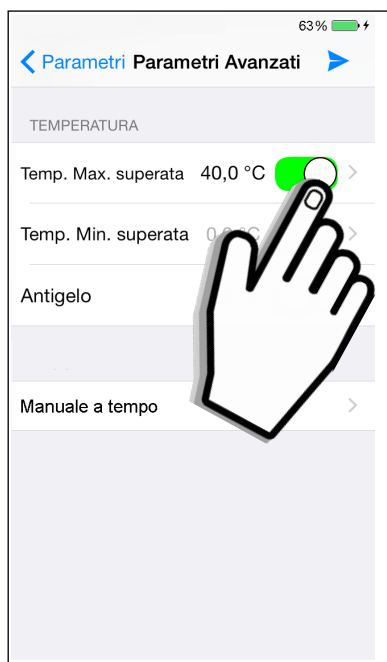 63%
Parametri Parametri Avanzati
TEMPERATURA
Temp. Max. superata 40,0 °C
Temp. Min. superata
Antigelo
Manuale a tempo